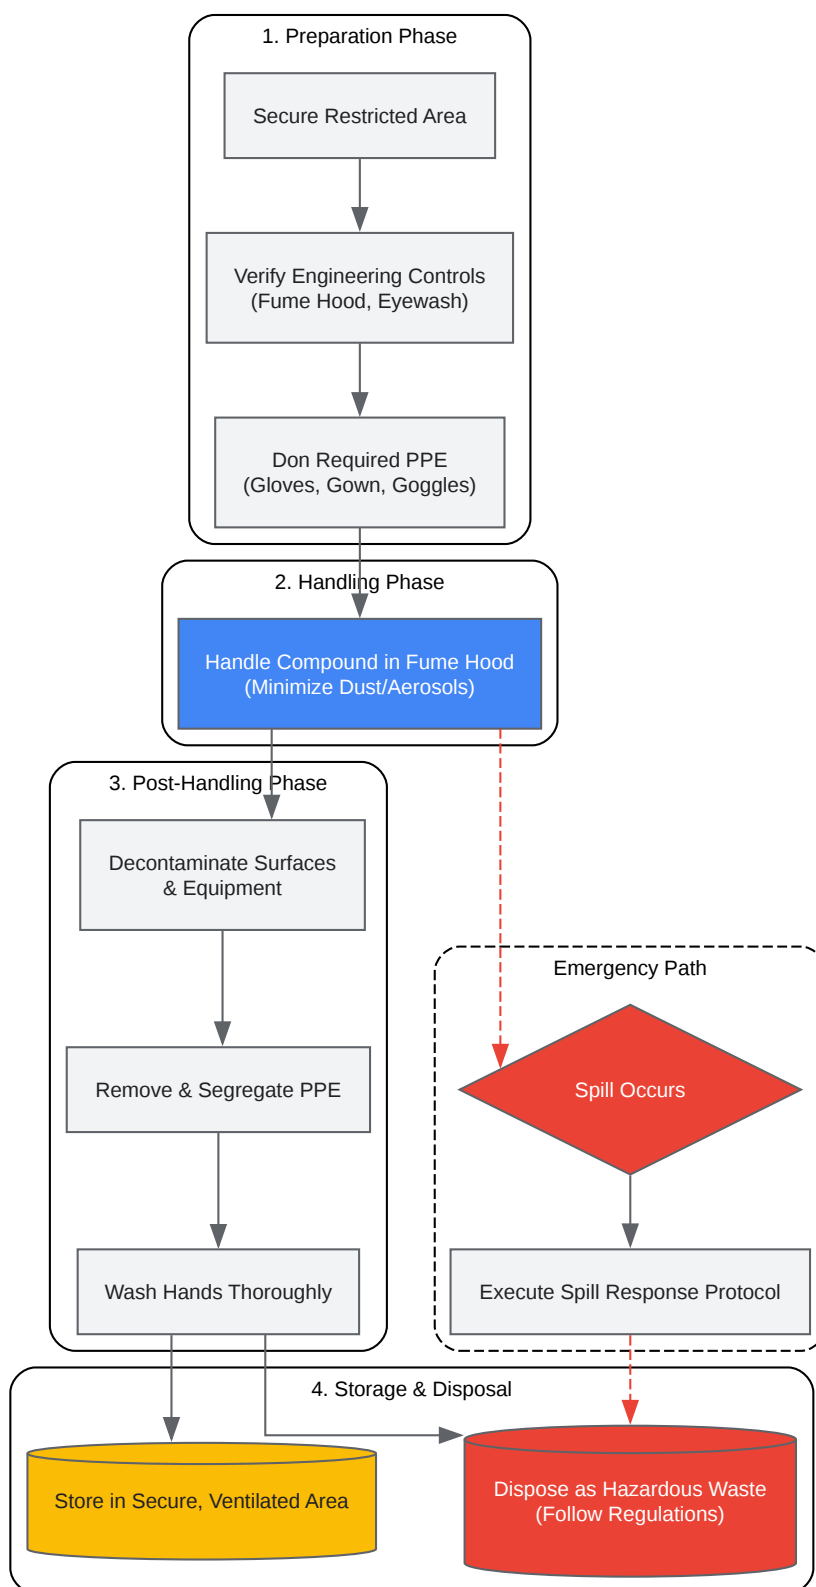 1. Preparation Phase
Secure Restricted Area
Verify Engineering Controls
(Fume Hood, Eyewash)
Don Required PPE
(Gloves, Gown, Goggles)
2. Handling Phase
Handle Compound in Fume Hood
(Minimize Dust/Aerosols)
3. Post-Handling Phase
Decontaminate Surfaces
& Equipment
Remove & Segregate PPE
Wash Hands Thoroughly
Emergency Path
Spill Occurs
Execute Spill Response Protocol
4. Storage & Disposal
Store in Secure, Ventilated Area
Dispose as Hazardous Waste
(Follow Regulations)